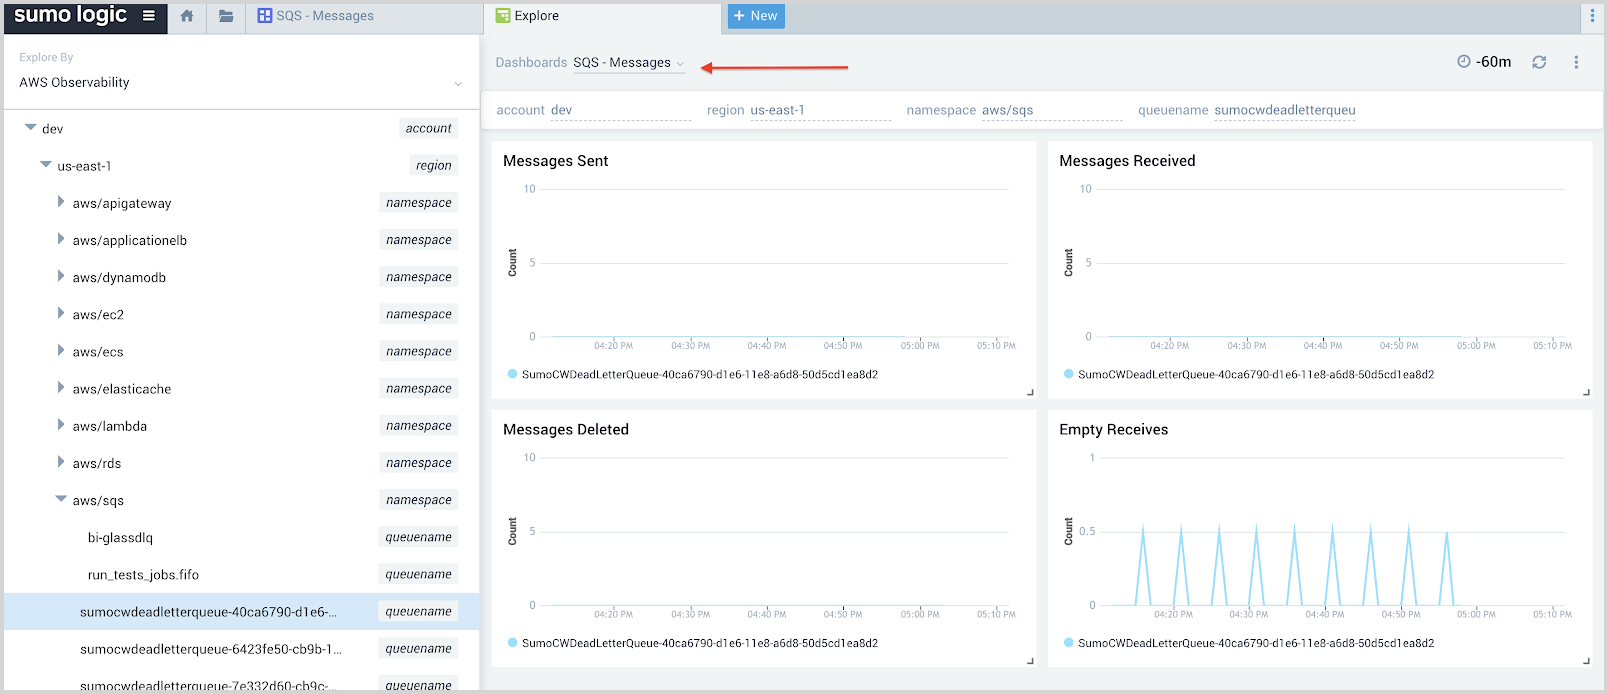 sumo logic
SQS - Messages
Explore
+ New
Explore By
AWS Observability
dev account
us-east-1 region
aws/apigateway namespace
aws/applicationelb namespace
aws/dynamodb namespace
aws/ec2 namespace
aws/ecs namespace
aws/elasticache namespace
aws/lambda namespace
aws/rds namespace
aws/sqs namespace
bi-glassdlq queuename
run_tests_jobs.fifo queuename
sumocwdeadletterqueue-40ca6790-d1e6-... queuename
sumocwdeadletterqueue-6423fe50-cb9b-1... queuename
sumocwdeadletterqueue-7e332d60-cb9c-... queuename
Dashboards SQS - Messages
-60m
account dev region us-east-1 namespace aws/sqs queuename sumocwdeadletterqueu
Messages Sent
10
5
0
Count
04:20 PM 04:30 PM 04:40 PM 04:50 PM 05:00 PM 05:10 PM
SumoCWDeadLetterQueue-40ca6790-d1e6-11e8-a6d8-50d5cd1ea8d2
Messages Received
10
5
0
Count
04:20 PM 04:30 PM 04:40 PM 04:50 PM 05:00 PM 05:10 PM
SumoCWDeadLetterQueue-40ca6790-d1e6-11e8-a6d8-50d5cd1ea8d2
Messages Deleted
10
5
0
Count
04:20 PM 04:30 PM 04:40 PM 04:50 PM 05:00 PM 05:10 PM
SumoCWDeadLetterQueue-40ca6790-d1e6-11e8-a6d8-50d5cd1ea8d2
Empty Receives
1
0.5
0
Count
04:20 PM 04:30 PM 04:40 PM 04:50 PM 05:00 PM 05:10 PM
SumoCWDeadLetterQueue-40ca6790-d1e6-11e8-a6d8-50d5cd1ea8d2